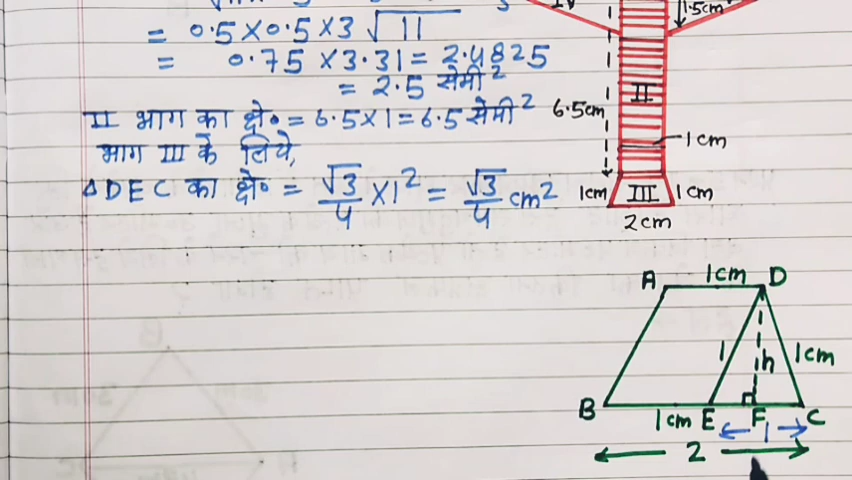 = 0.5×0.5×3 √11
= 0.75 ×3.31 = 2.4825
= 2.5 सेमी²
II भाग का क्षे॰ = 6.5×1 = 6.5 सेमी²
भाग III के लिये,
ΔDEC का क्षे॰ = √3/4 ×1² = √3/4 cm²
IV
1.5cm
II
6.5cm
1cm
1cm III 1cm
2cm
A 1cm D
1 h 1cm
B 1cm E F C
1
2